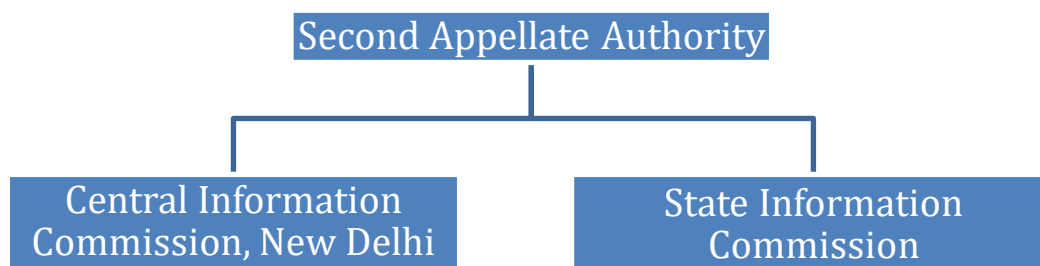 Second Appellate Authority
Central Information
Commission, New Delhi
State Information
Commission